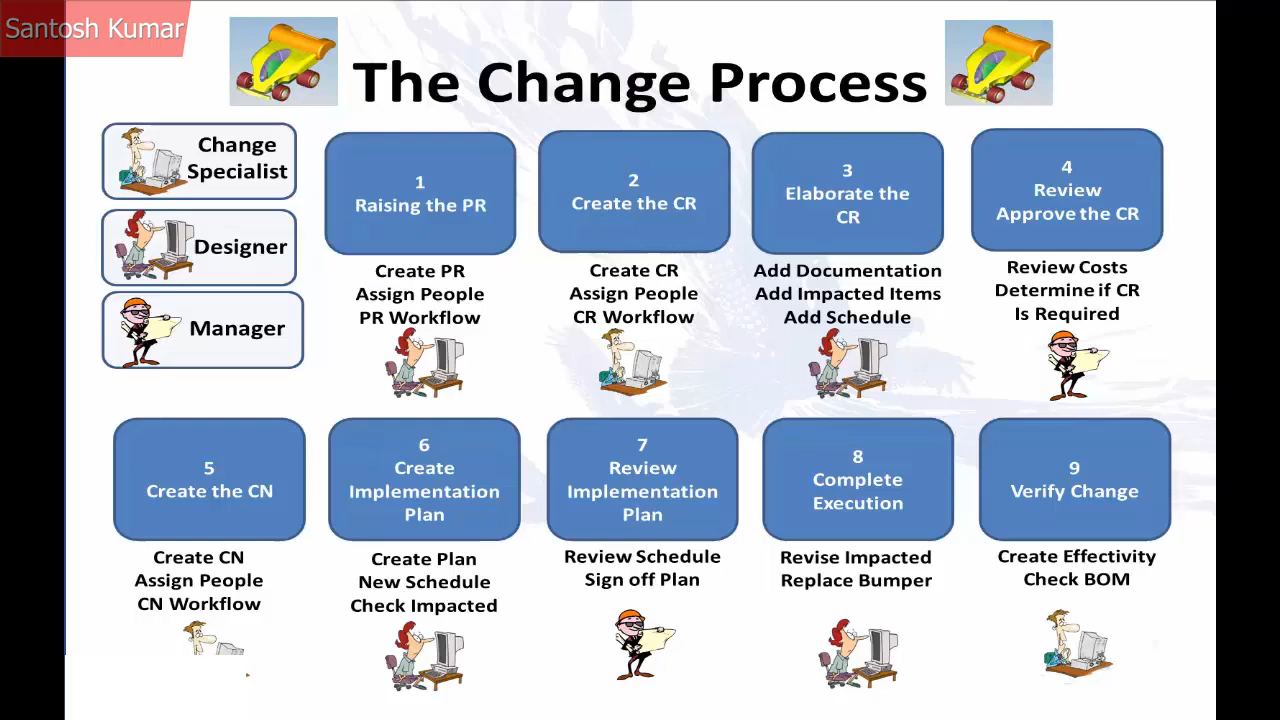 Santosh Kumar
The Change Process
Change
Specialist
Designer
Manager
1
Raising the PR
Create PR
Assign People
PR Workflow
2
Create the CR
Create CR
Assign People
CR Workflow
3
Elaborate the
CR
Add Documentation
Add Impacted Items
Add Schedule
4
Review
Approve the CR
Review Costs
Determine if CR
Is Required
5
Create the CN
Create CN
Assign People
CN Workflow
6
Create
Implementation
Plan
Create Plan
New Schedule
Check Impacted
7
Review
Implementation
Plan
Review Schedule
Sign off Plan
8
Complete
Execution
Revise Impacted
Replace Bumper
9
Verify Change
Create Effectivity
Check BOM